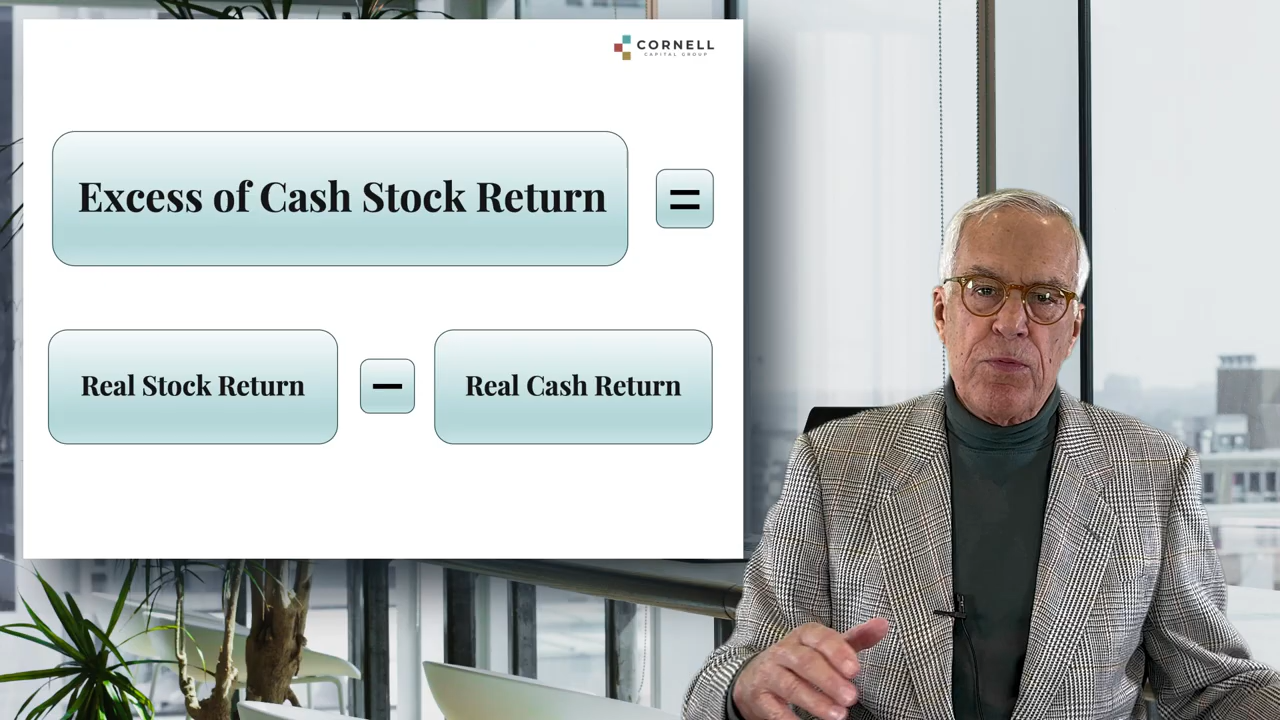 CORNELL
CAPITAL GROUP
Excess of Cash Stock Return =
Real Stock Return − Real Cash Return